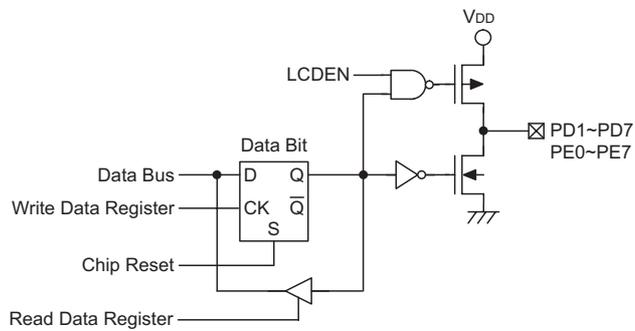 VDD
LCDEN
PD1~PD7
PE0~PE7
Data Bit
Data Bus
D
Q
Write Data Register
CK
Q̅
S
Chip Reset
Read Data Register